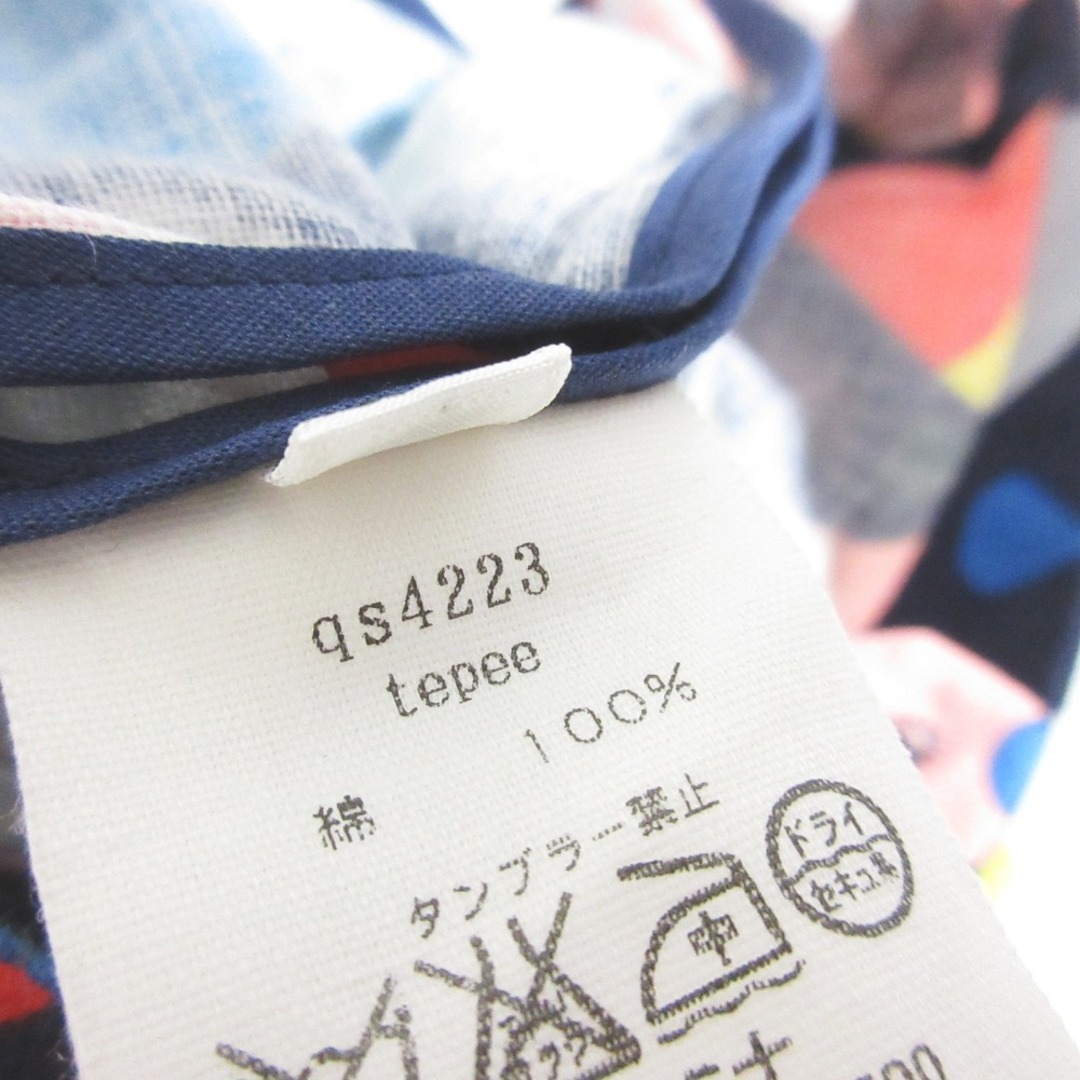 qs4223
tepee
綿 100%
タンブラー禁止
中
ドライ
セキユ系